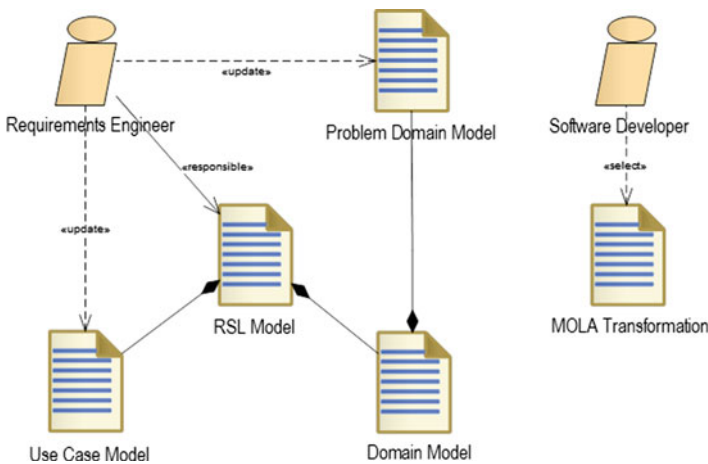 «update»
Requirements Engineer
Problem Domain Model
Software Developer
«responsible»
«select»
«update»
RSL Model
MOLA Transformation
Use Case Model
Domain Model